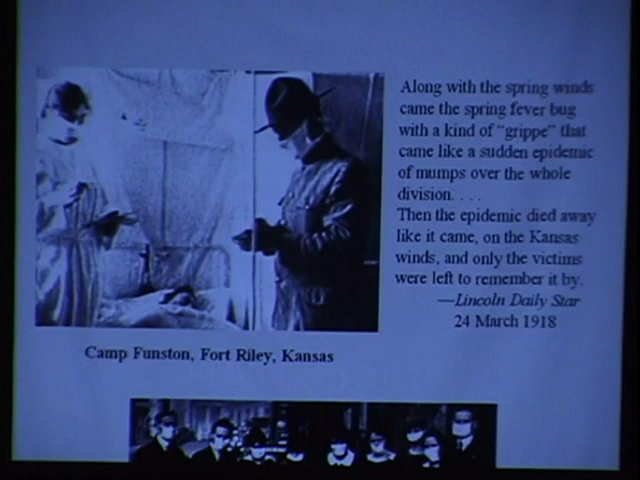 Along with the spring winds
came the spring fever bug
with a kind of “grippe” that
came like a sudden epidemic
of mumps over the whole
division. . . .
Then the epidemic died away
like it came, on the Kansas
winds, and only the victims
were left to remember it by.
—Lincoln Daily Star
24 March 1918
Camp Funston, Fort Riley, Kansas